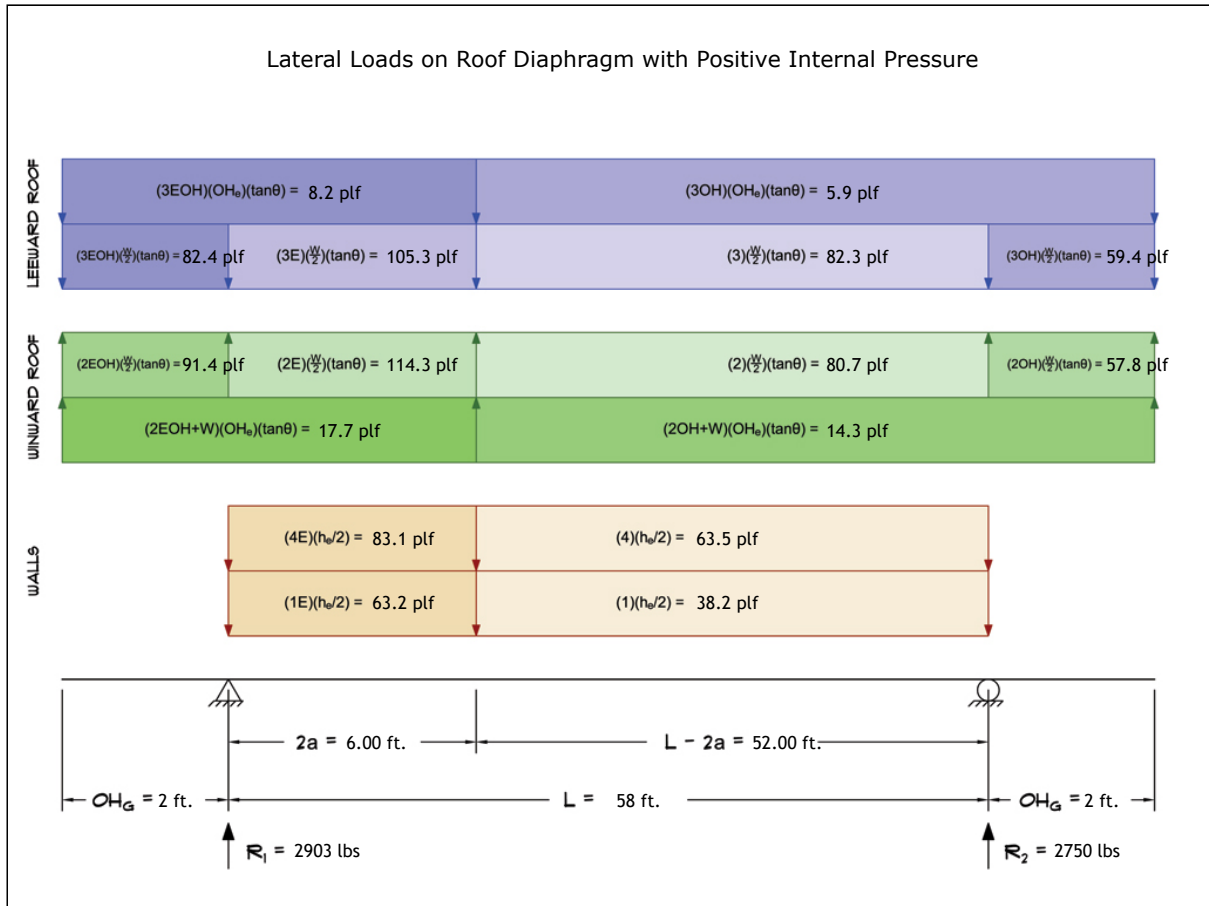 Lateral Loads on Roof Diaphragm with Positive Internal Pressure
LEEWARD ROOF
(3EOH)(OHₑ)(tanθ) = 8.2 plf
(3OH)(OHₑ)(tanθ) = 5.9 plf
(3EOH)(W/2)(tanθ) = 82.4 plf
(3E)(W/2)(tanθ) = 105.3 plf
(3)(W/2)(tanθ) = 82.3 plf
(3OH)(W/2)(tanθ) = 59.4 plf
WINWARD ROOF
(2EOH)(W/2)(tanθ) = 91.4 plf
(2E)(W/2)(tanθ) = 114.3 plf
(2)(W/2)(tanθ) = 80.7 plf
(2OH)(W/2)(tanθ) = 57.8 plf
(2EOH+W)(OHₑ)(tanθ) = 17.7 plf
(2OH+W)(OHₑ)(tanθ) = 14.3 plf
WALLS
(4E)(hₑ/2) = 83.1 plf
(4)(hₑ/2) = 63.5 plf
(1E)(hₑ/2) = 63.2 plf
(1)(hₑ/2) = 38.2 plf
2a = 6.00 ft.
L - 2a = 52.00 ft.
OH_G = 2 ft.
L = 58 ft.
OH_G = 2 ft.
R₁ = 2903 lbs
R₂ = 2750 lbs